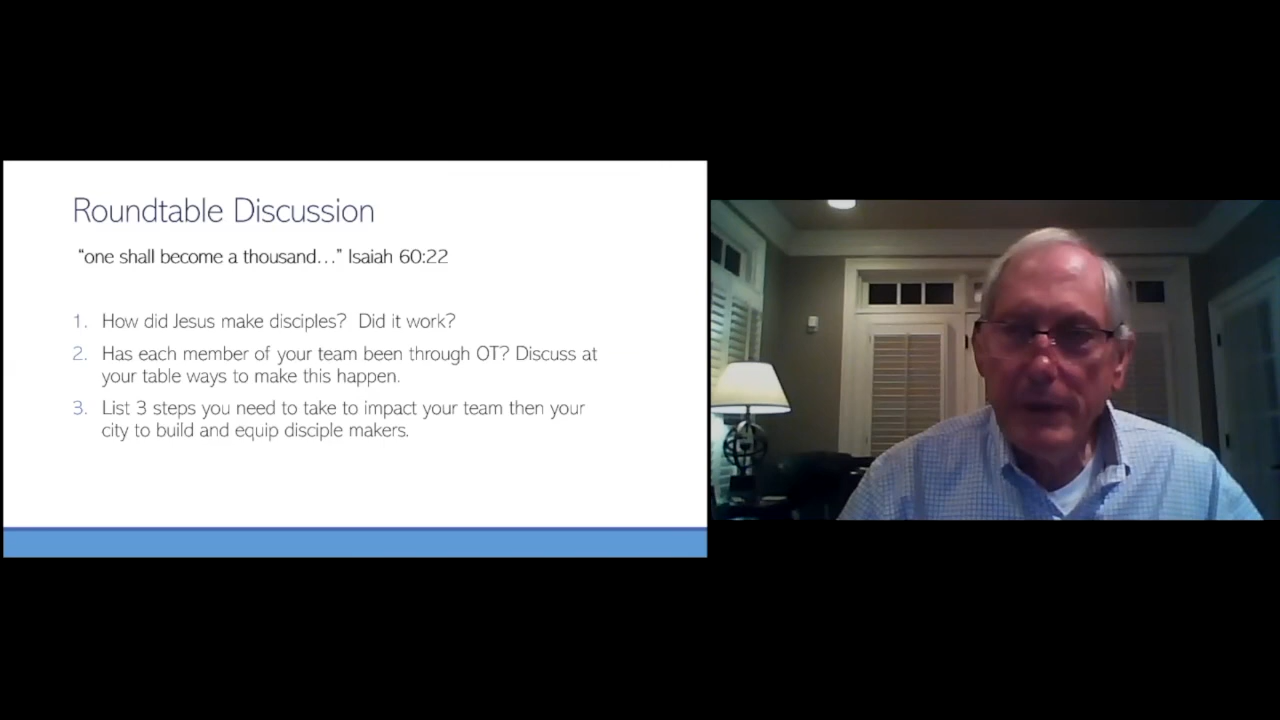 Roundtable Discussion
“one shall become a thousand…” Isaiah 60:22
1. How did Jesus make disciples?  Did it work?
2. Has each member of your team been through OT? Discuss at
your table ways to make this happen.
3. List 3 steps you need to take to impact your team then your
city to build and equip disciple makers.